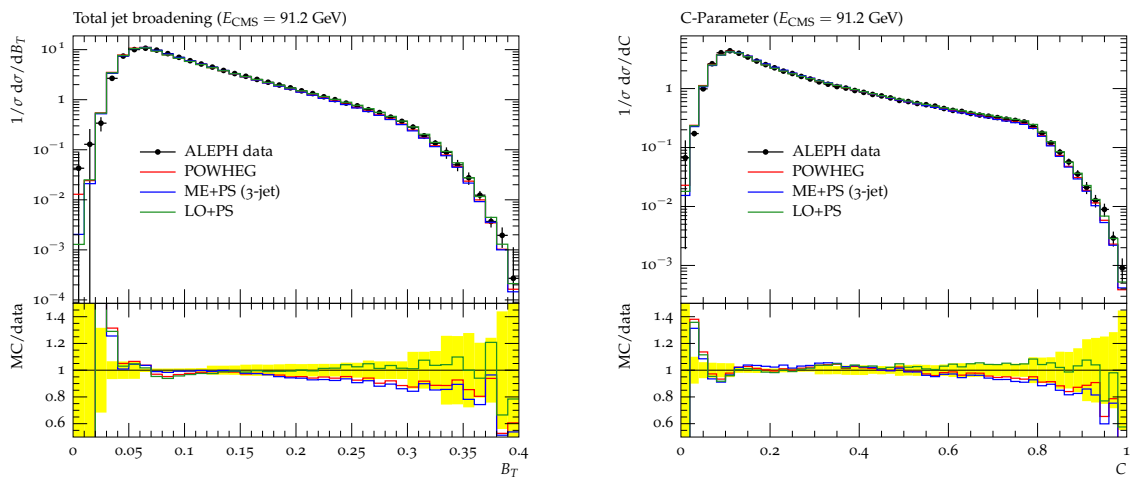 Total jet broadening (E_CMS = 91.2 GeV)
1/σ dσ/dB_T
10^1
1
10^−1
10^−2
10^−3
10^−4
ALEPH data
POWHEG
ME+PS (3-jet)
LO+PS
MC/data
1.4
1.2
1
0.8
0.6
0 0.05 0.1 0.15 0.2 0.25 0.3 0.35 0.4
B_T
C-Parameter (E_CMS = 91.2 GeV)
1/σ dσ/dC
1
10^−1
10^−2
10^−3
ALEPH data
POWHEG
ME+PS (3-jet)
LO+PS
MC/data
1.4
1.2
1
0.8
0.6
0 0.2 0.4 0.6 0.8 1
C